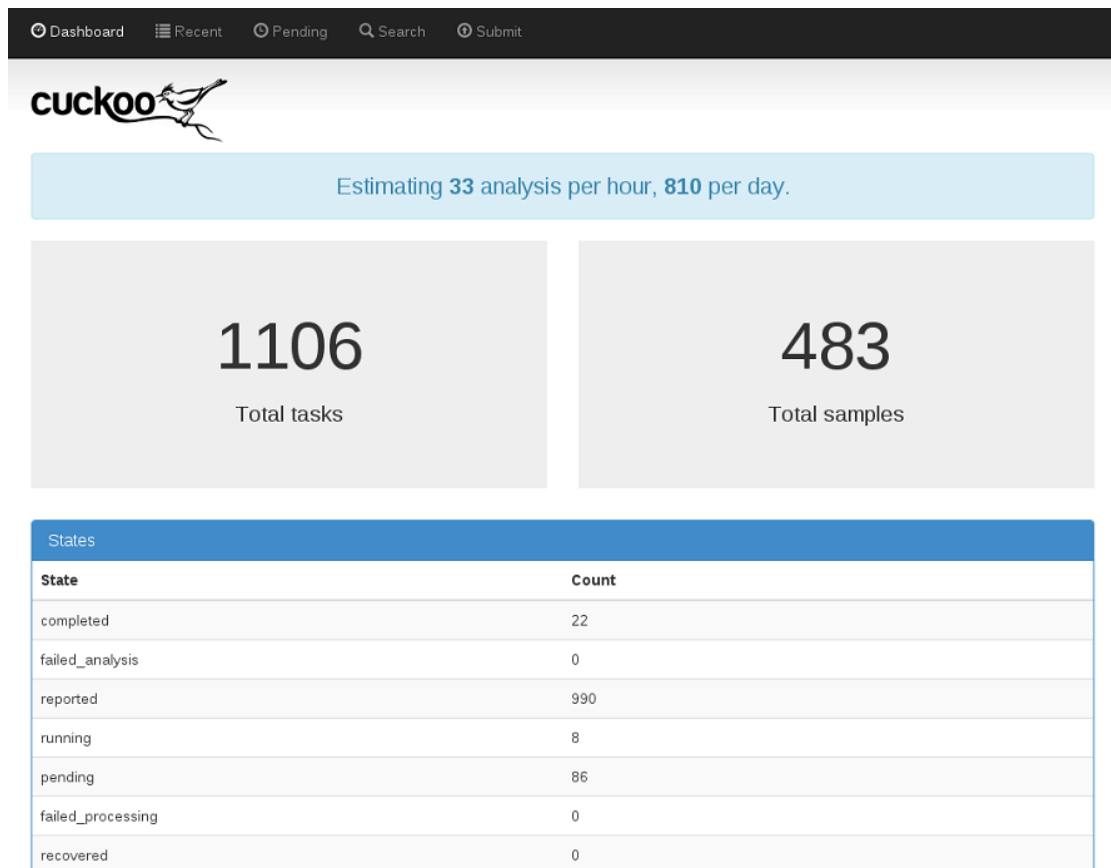 Dashboard Recent Pending Search Submit
cuckoo
Estimating 33 analysis per hour, 810 per day.
1106
Total tasks
483
Total samples
States
State Count
completed 22
failed_analysis 0
reported 990
running 8
pending 86
failed_processing 0
recovered 0